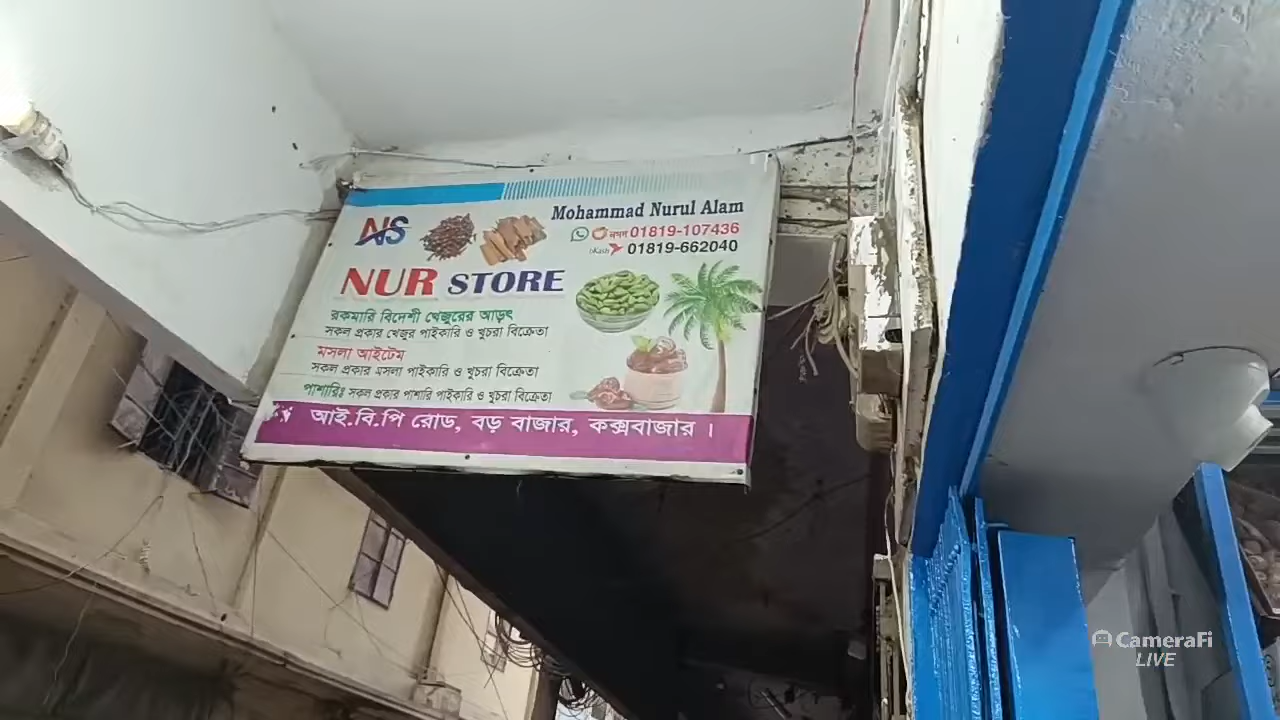 NS
Mohammad Nurul Alam
নগদ 01819-107436
bKash 01819-662040
NUR STORE
রকমারি বিদেশী খেজুরের আড়ৎ
সকল প্রকার খেজুর পাইকারি ও খুচরা বিক্রেতা
মসলা আইটেম
সকল প্রকার মসলা পাইকারি ও খুচরা বিক্রেতা
পাশারিঃ সকল প্রকার পাশারি পাইকারি ও খুচরা বিক্রেতা
আই.বি.পি রোড, বড় বাজার, কক্সবাজার ।
CameraFi
LIVE